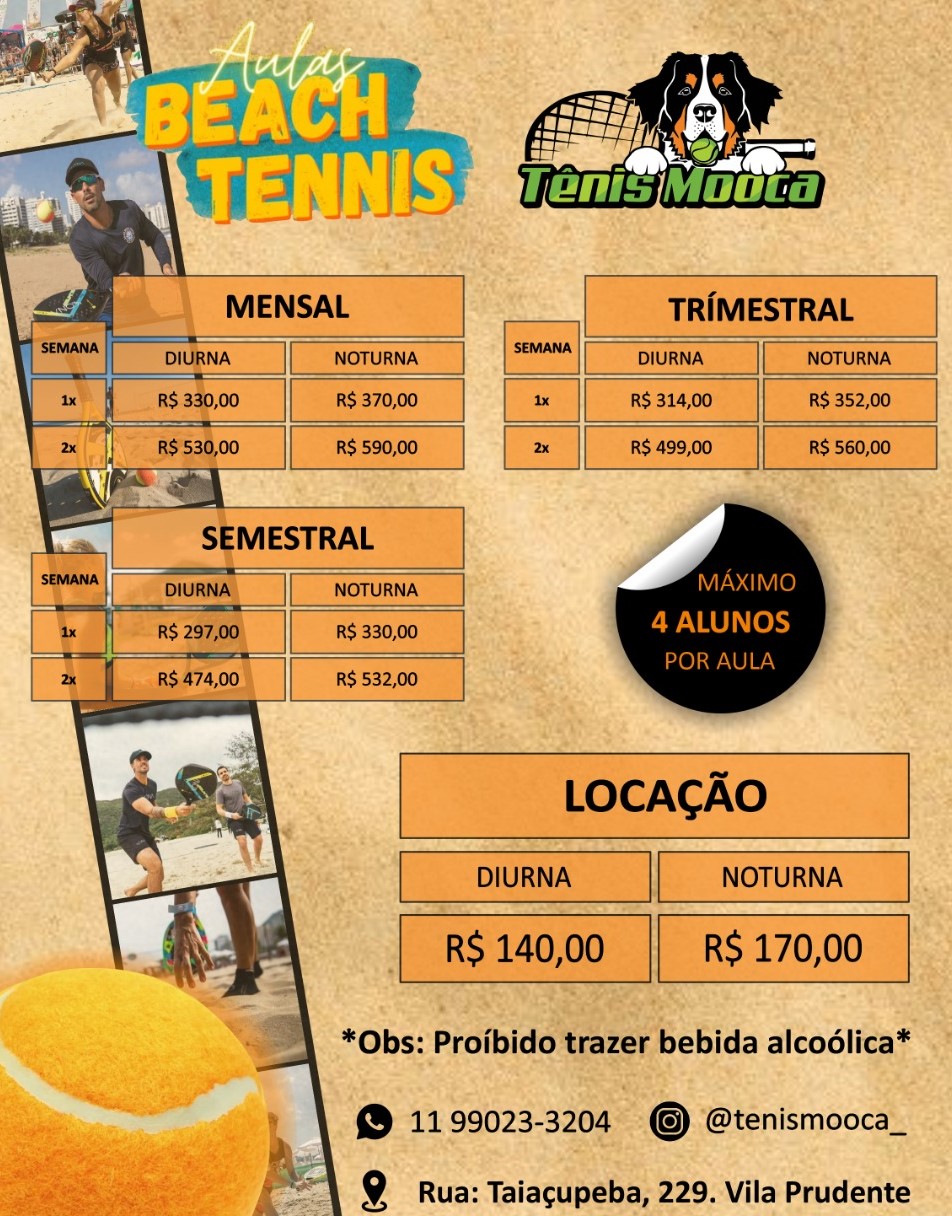 Aulas
BEACH
TENNIS
Tênis Mooca
MENSAL
SEMANA
DIURNA NOTURNA
1x R$ 330,00 R$ 370,00
2x R$ 530,00 R$ 590,00
TRÍMESTRAL
SEMANA
DIURNA NOTURNA
1x R$ 314,00 R$ 352,00
2x R$ 499,00 R$ 560,00
SEMESTRAL
SEMANA
DIURNA NOTURNA
1x R$ 297,00 R$ 330,00
2x R$ 474,00 R$ 532,00
MÁXIMO
4 ALUNOS
POR AULA
LOCAÇÃO
DIURNA NOTURNA
R$ 140,00 R$ 170,00
*Obs: Proíbido trazer bebida alcoólica*
11 99023-3204 @tenismooca_
Rua: Taiaçupeba, 229. Vila Prudente